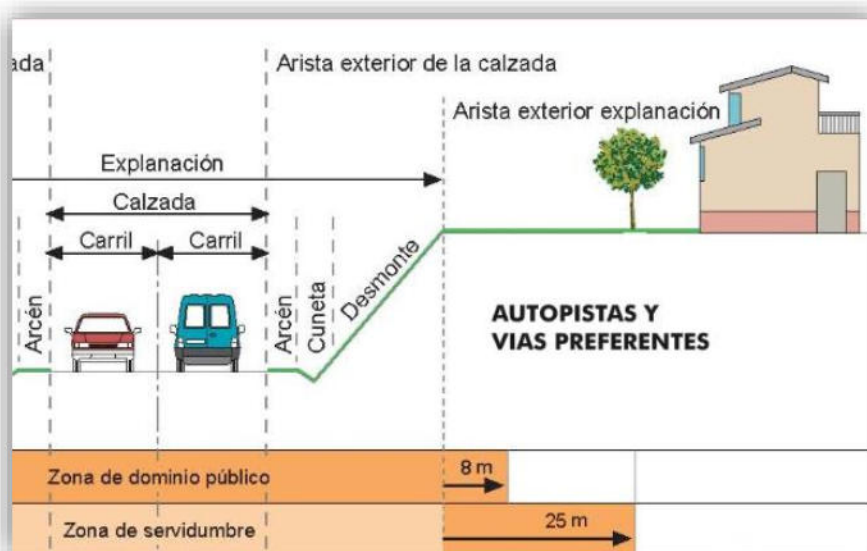 Arista exterior de la calzada
Arista exterior explanación
Explanación
Calzada
Carril
Carril
Arcén
Arcén
Cuneta
Desmonte
AUTOPISTAS Y
VIAS PREFERENTES
Zona de dominio público
8 m
Zona de servidumbre
25 m